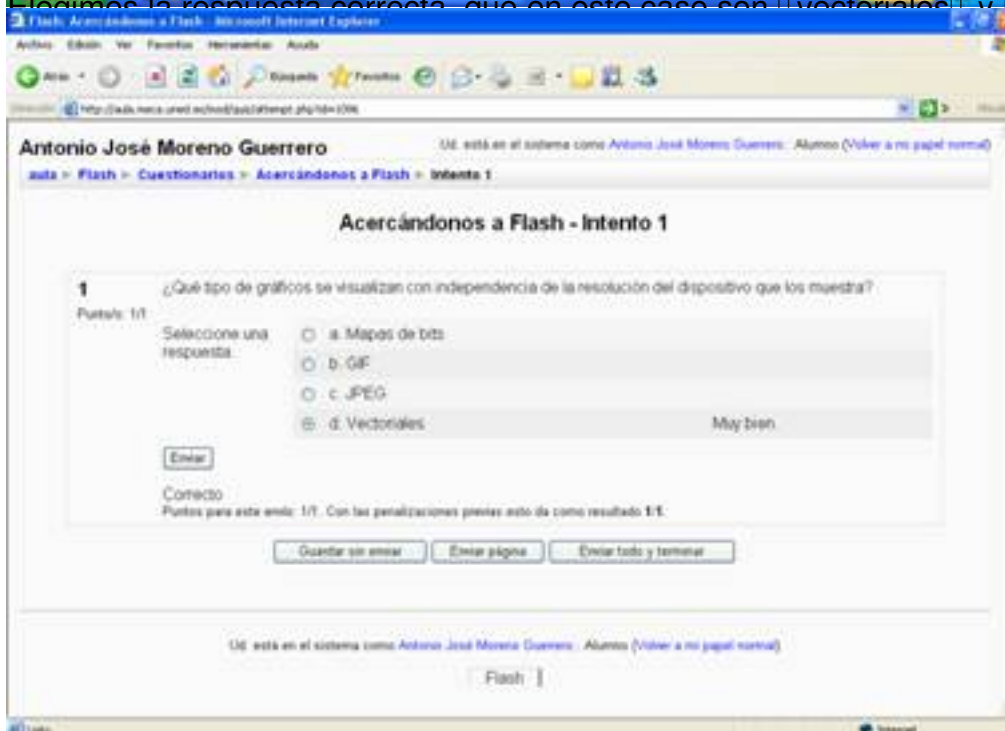 Elegimos la respuesta correcta, que en este caso son vectoriales y
Flash: Acercándonos a Flash - Microsoft Internet Explorer
Archivo Edición Ver Favoritos Herramientas Ayuda
Atrás Búsqueda Favoritos
Antonio José Moreno Guerrero
Ud. está en el sistema como Antonio José Moreno Guerrero : Alumno (Volver a mi papel normal)
aula ► Flash ► Cuestionarios ► Acercándonos a Flash ► Intento 1
Acercándonos a Flash - Intento 1
1
Punto/s: 1/1
¿Qué tipo de gráficos se visualizan con independencia de la resolución del dispositivo que los muestra?
Seleccione una
respuesta.
a. Mapas de bits
b. GIF
c. JPEG
d. Vectoriales Muy bien
Enviar
Correcto
Puntos para este envío: 1/1. Con las penalizaciones previas esto da como resultado 1/1.
Guardar sin enviar Enviar página Enviar todo y terminar
Ud. está en el sistema como Antonio José Moreno Guerrero : Alumno (Volver a mi papel normal)
Flash
Listo Internet